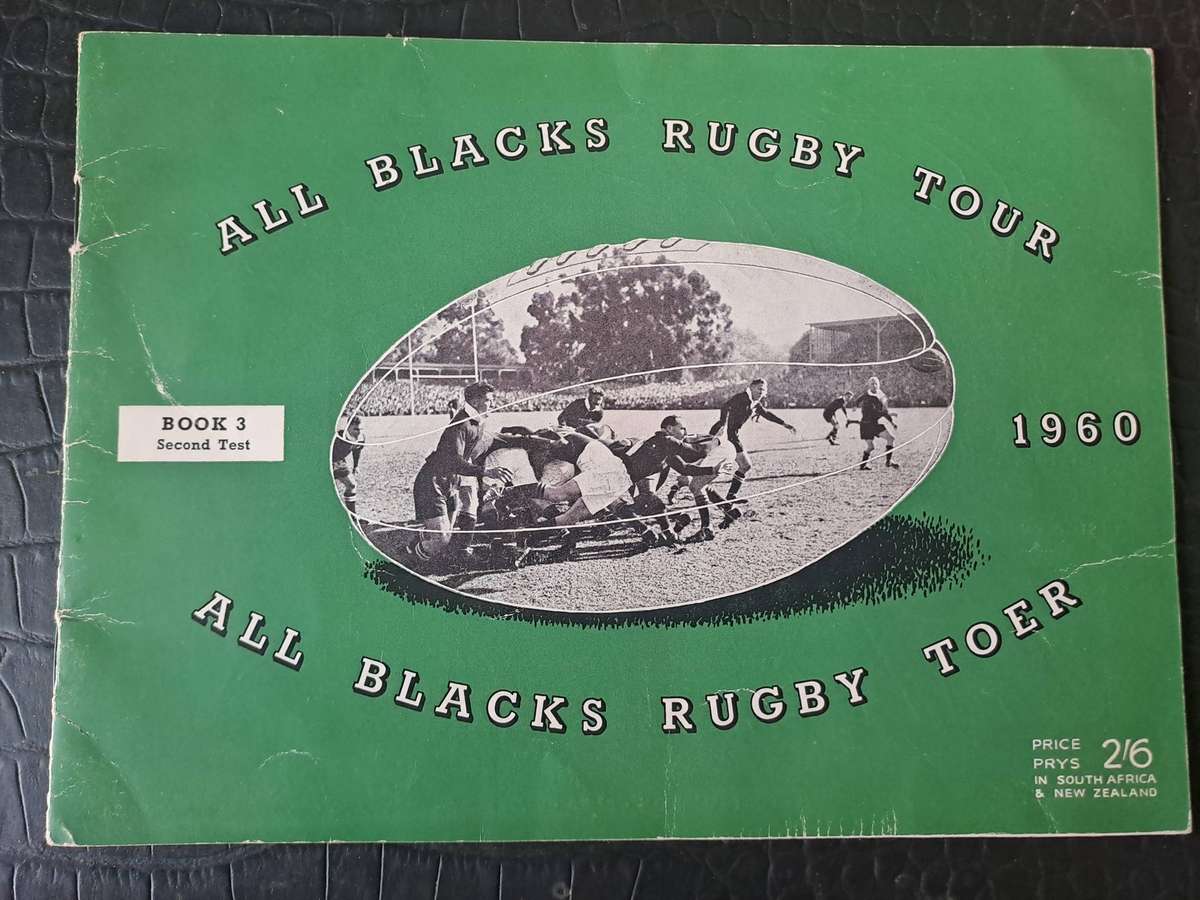 ALL BLACKS RUGBY TOUR
BOOK 3
Second Test
1960
ALL BLACKS RUGBY TOER
PRICE
PRYS 2/6
IN SOUTH AFRICA
& NEW ZEALAND